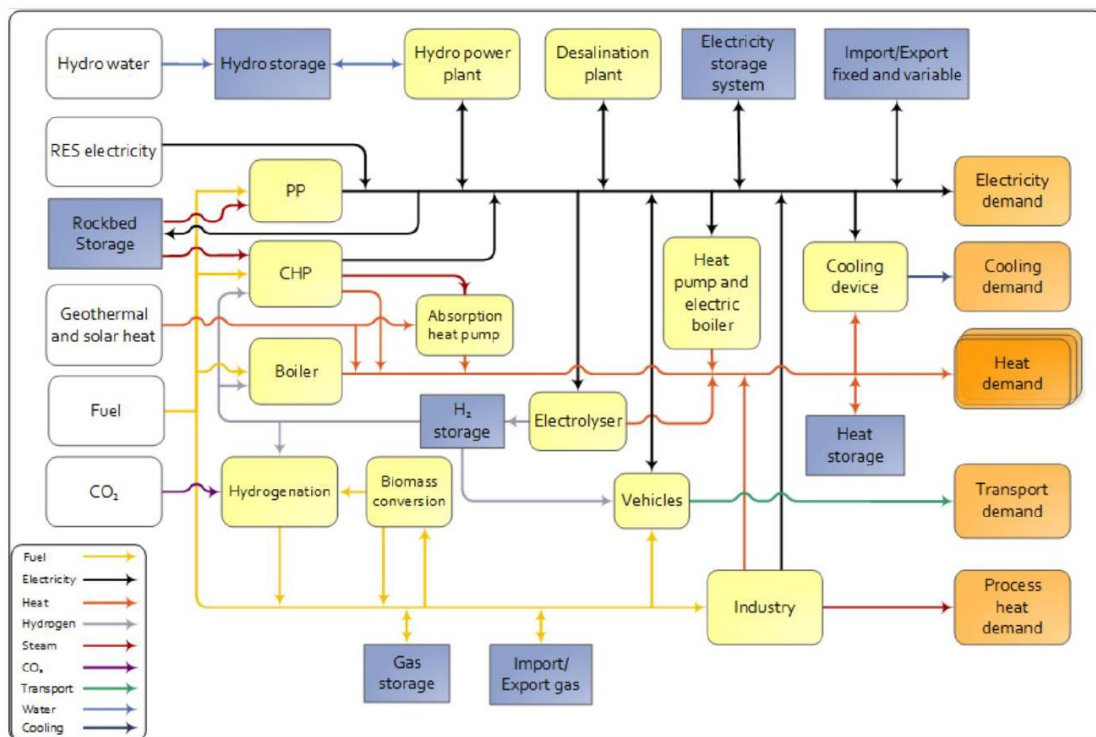 Hydro water
Hydro storage
Hydro power
plant
Desalination
plant
Electricity
storage
system
Import/Export
fixed and variable
RES electricity
PP
Electricity
demand
Rockbed
Storage
CHP
Heat
pump and
electric
boiler
Cooling
device
Cooling
demand
Geothermal
and solar heat
Absorption
heat pump
Boiler
Heat
demand
Fuel
H₂
storage
Electrolyser
Heat
storage
CO₂
Hydrogenation
Biomass
conversion
Vehicles
Transport
demand
Fuel
Electricity
Heat
Hydrogen
Steam
CO₂
Transport
Water
Cooling
Industry
Process
heat
demand
Gas
storage
Import/
Export gas